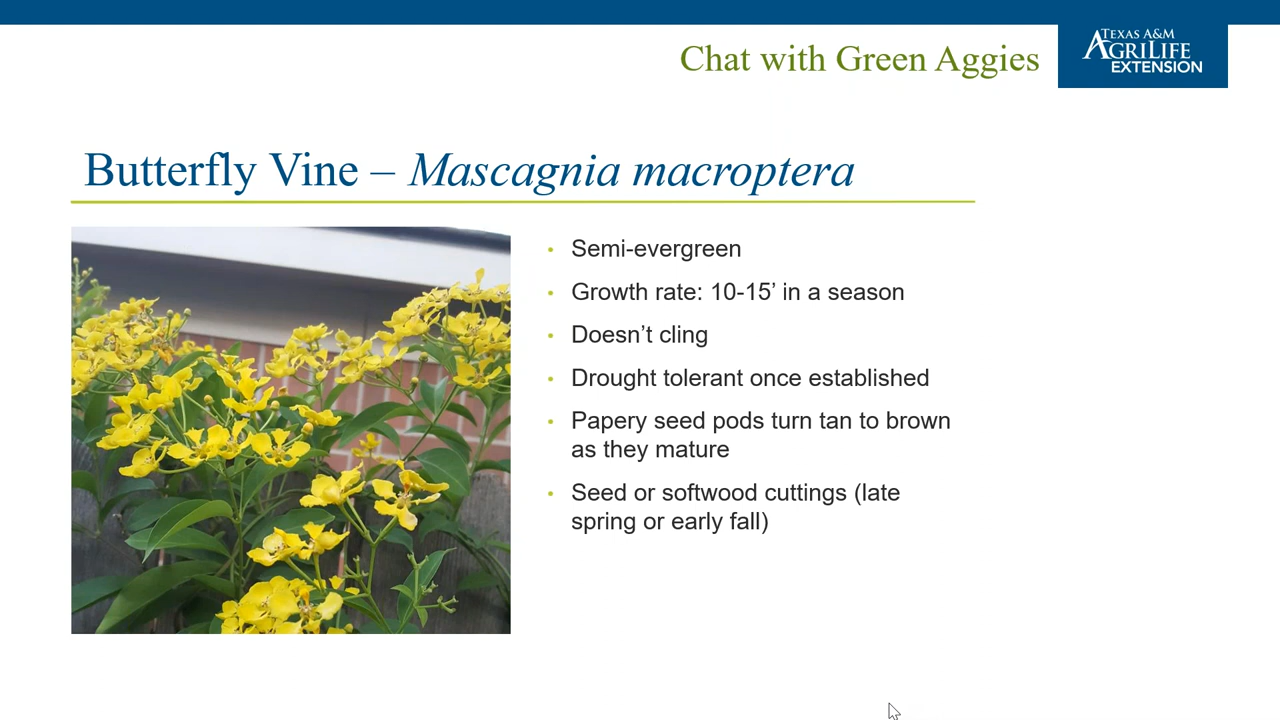 Chat with Green Aggies
TEXAS A&M
AGRILIFE
EXTENSION
Butterfly Vine – Mascagnia macroptera
• Semi-evergreen
• Growth rate: 10-15’ in a season
• Doesn’t cling
• Drought tolerant once established
• Papery seed pods turn tan to brown
as they mature
• Seed or softwood cuttings (late
spring or early fall)